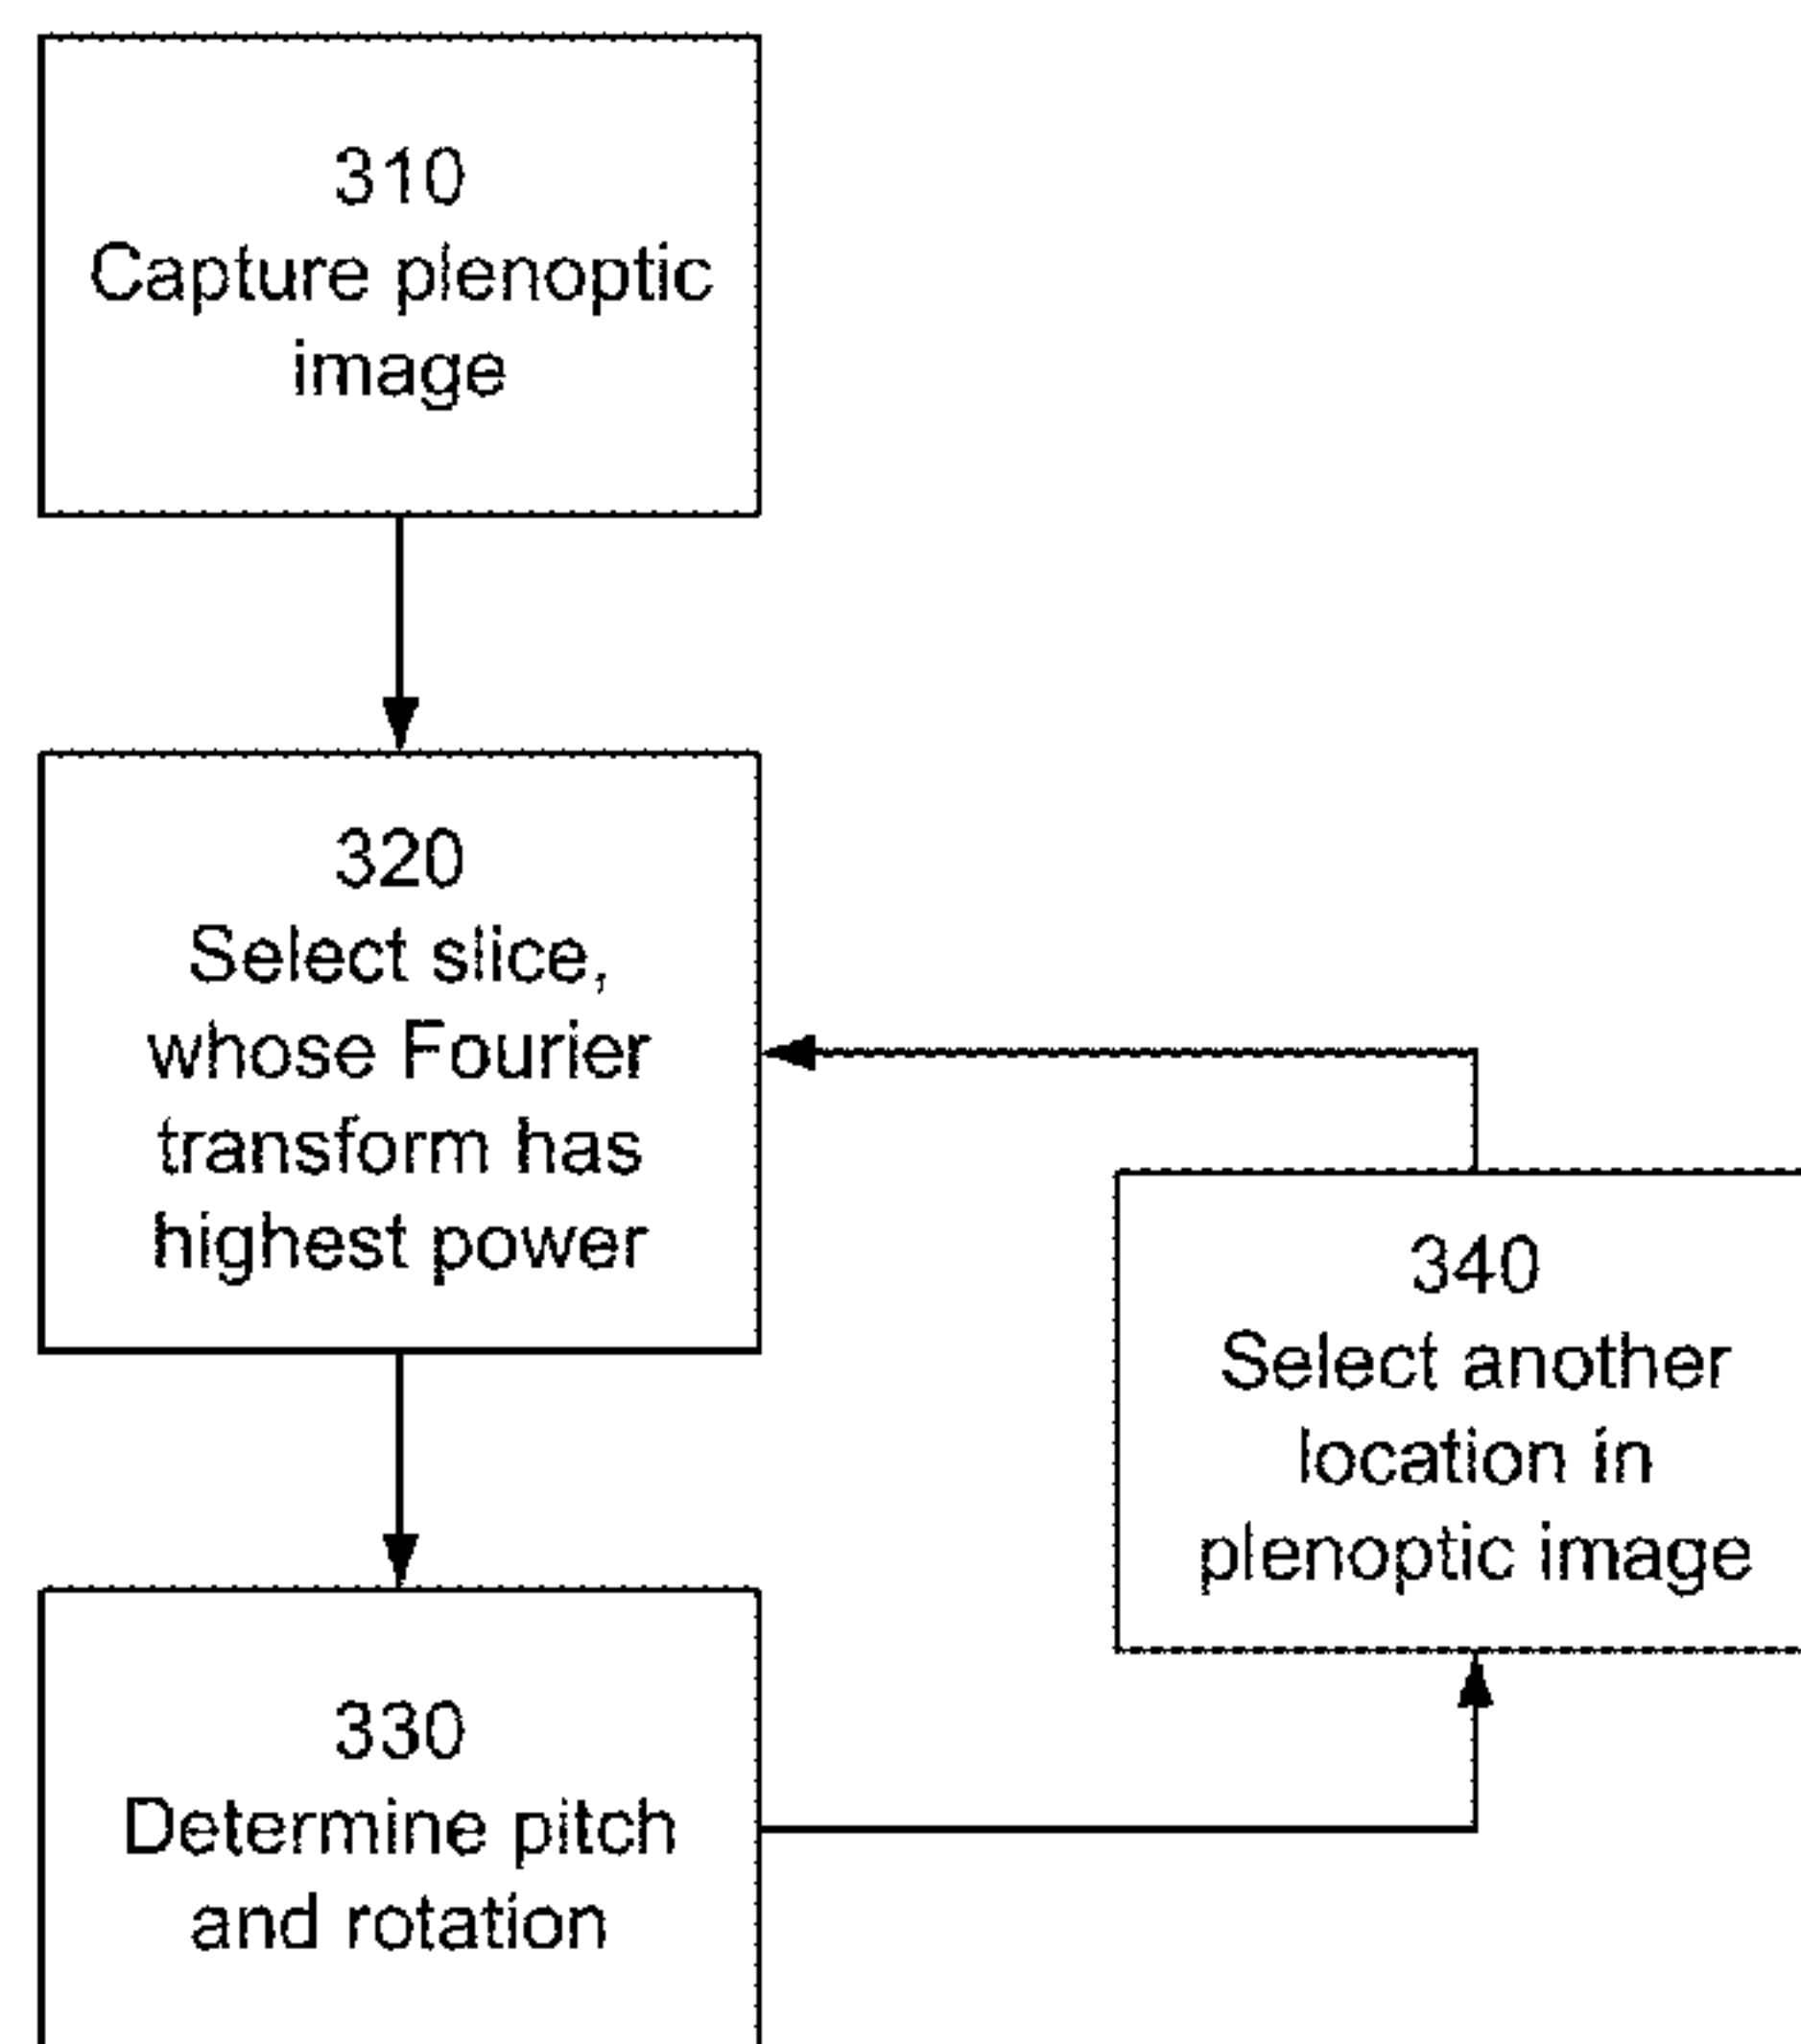 310
Capture plenoptic
image
320
Select slice,
whose Fourier
transform has
highest power
340
Select another
location in
plenoptic image
330
Determine pitch
and rotation